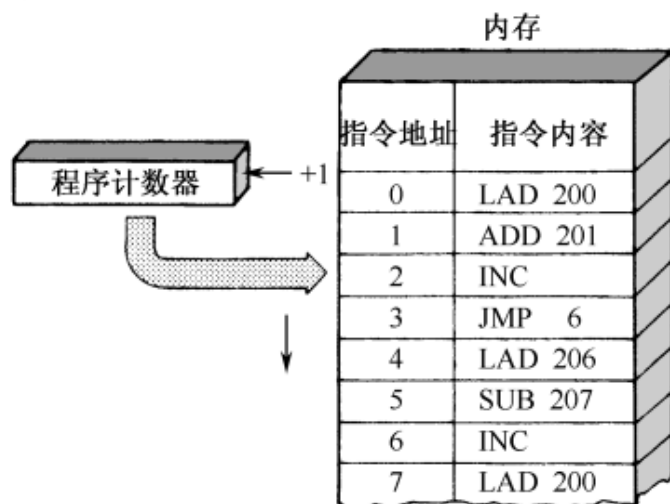 内存
指令地址 指令内容
程序计数器 +1
0 LAD 200
1 ADD 201
2 INC
3 JMP 6
4 LAD 206
5 SUB 207
6 INC
7 LAD 200